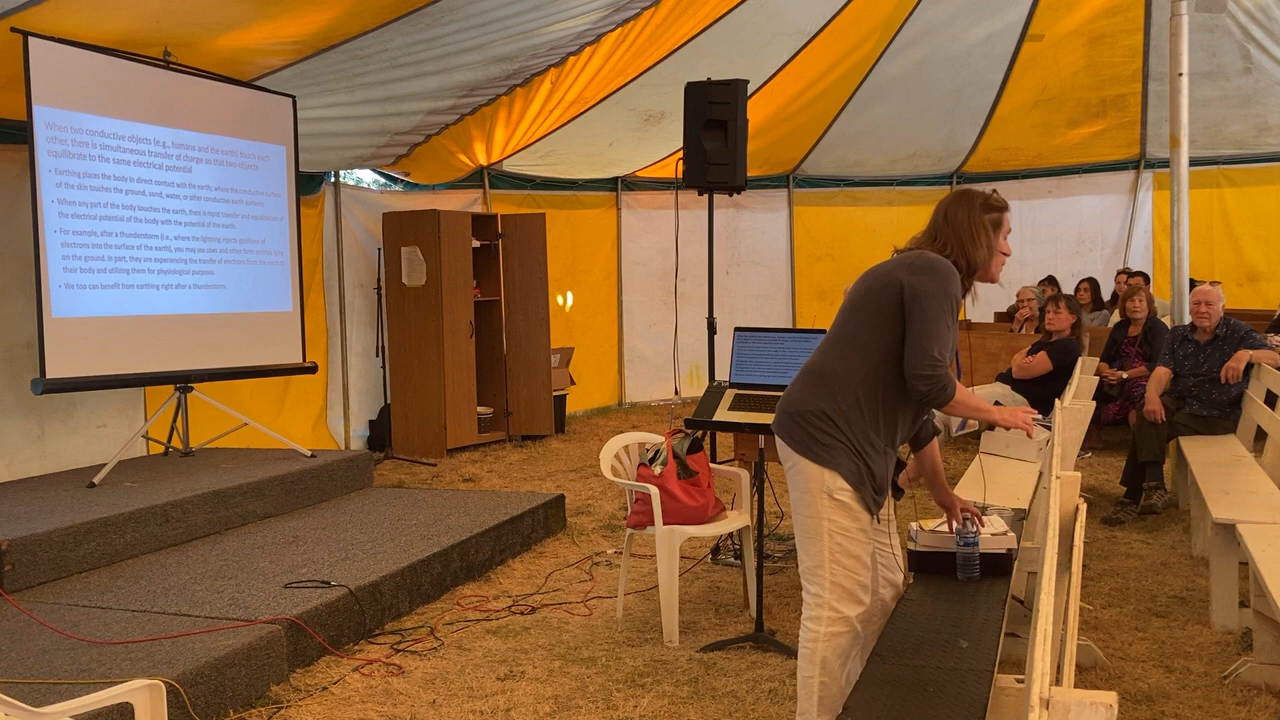 When two conductive objects (e.g., humans and the earth) touch each
other, there is simultaneous transfer of charge so that two objects
equilibrate to the same electrical potential
• Earthing places the body in direct contact with the earth, where the conductive surface
of the skin touches the ground, sand, water, or other conductive earth surfaces.
• When any part of the body touches the earth, there is rapid transfer and equalization of
the electrical potential of the body with the potential of the earth.
• For example, after a thunderstorm (i.e., where the lightning injects of
electrons into the surface of the earth), you may see cows and other farm animals lying
on the ground. In part, they are experiencing the transfer of electrons from the earth to
their body and utilizing them for physiological purposes.
• We too can benefit from earthing right after a thunderstorm.